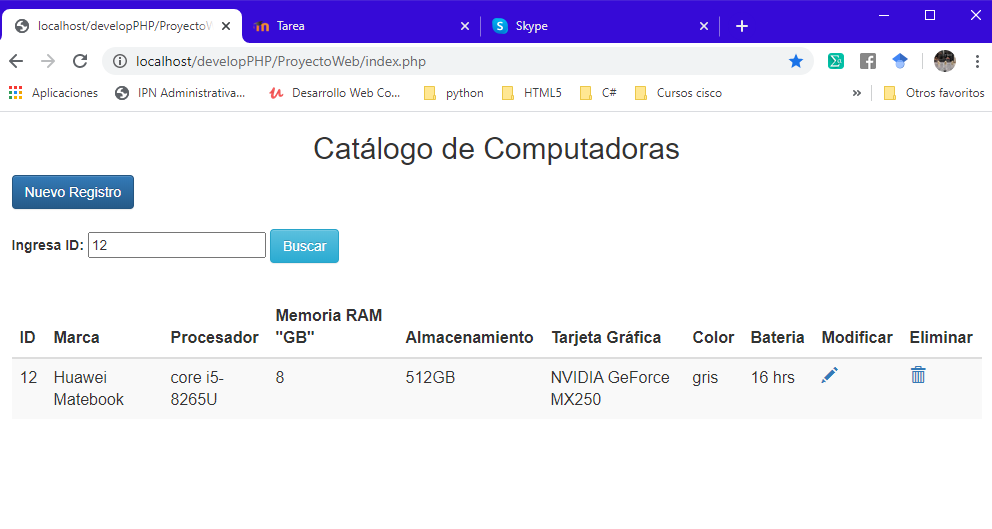 localhost/developPHP/ProyectoW
Tarea
Skype
localhost/developPHP/ProyectoWeb/index.php
Aplicaciones
IPN Administrativa...
Desarrollo Web Co...
python
HTML5
C#
Cursos cisco
»
Otros favoritos
Catálogo de Computadoras
Nuevo Registro
Ingresa ID: 12 Buscar
ID Marca Procesador Memoria RAM "GB" Almacenamiento Tarjeta Gráfica Color Bateria Modificar Eliminar
12 Huawei Matebook core i5-8265U 8 512GB NVIDIA GeForce MX250 gris 16 hrs